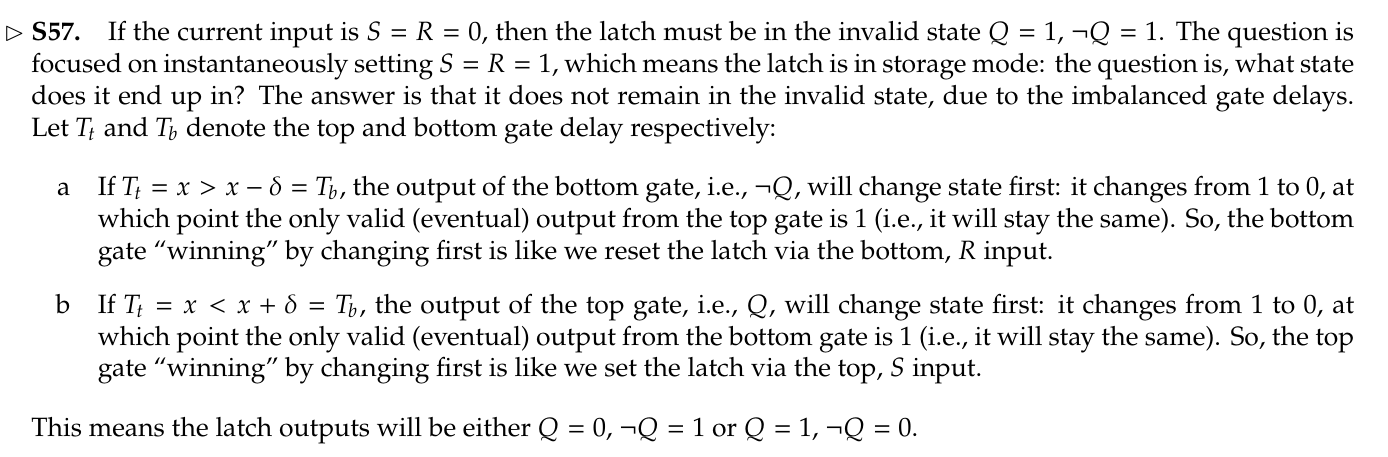 ▷ S57. If the current input is S = R = 0, then the latch must be in the invalid state Q = 1, ¬Q = 1. The question is
focused on instantaneously setting S = R = 1, which means the latch is in storage mode: the question is, what state
does it end up in? The answer is that it does not remain in the invalid state, due to the imbalanced gate delays.
Let Tₜ and T_b denote the top and bottom gate delay respectively:
a If Tₜ = x > x − δ = T_b, the output of the bottom gate, i.e., ¬Q, will change state first: it changes from 1 to 0, at
which point the only valid (eventual) output from the top gate is 1 (i.e., it will stay the same). So, the bottom
gate “winning” by changing first is like we reset the latch via the bottom, R input.
b If Tₜ = x < x + δ = T_b, the output of the top gate, i.e., Q, will change state first: it changes from 1 to 0, at
which point the only valid (eventual) output from the bottom gate is 1 (i.e., it will stay the same). So, the top
gate “winning” by changing first is like we set the latch via the top, S input.
This means the latch outputs will be either Q = 0, ¬Q = 1 or Q = 1, ¬Q = 0.